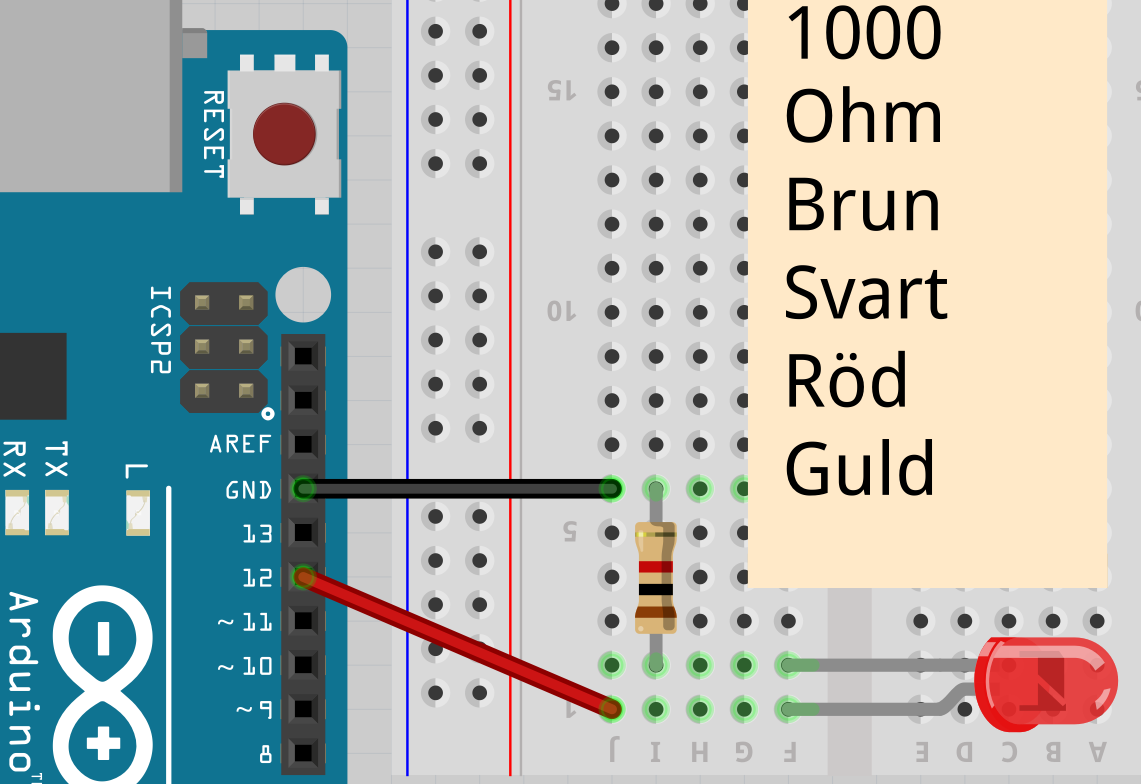 1000
Ohm
Brun
Svart
Röd
Guld
RESET
ICSP2
AREF
GND
13
12
~11
~10
~9
8
RX
TX
L
Arduino™
15
10
5
1
J I H G F E D C B A